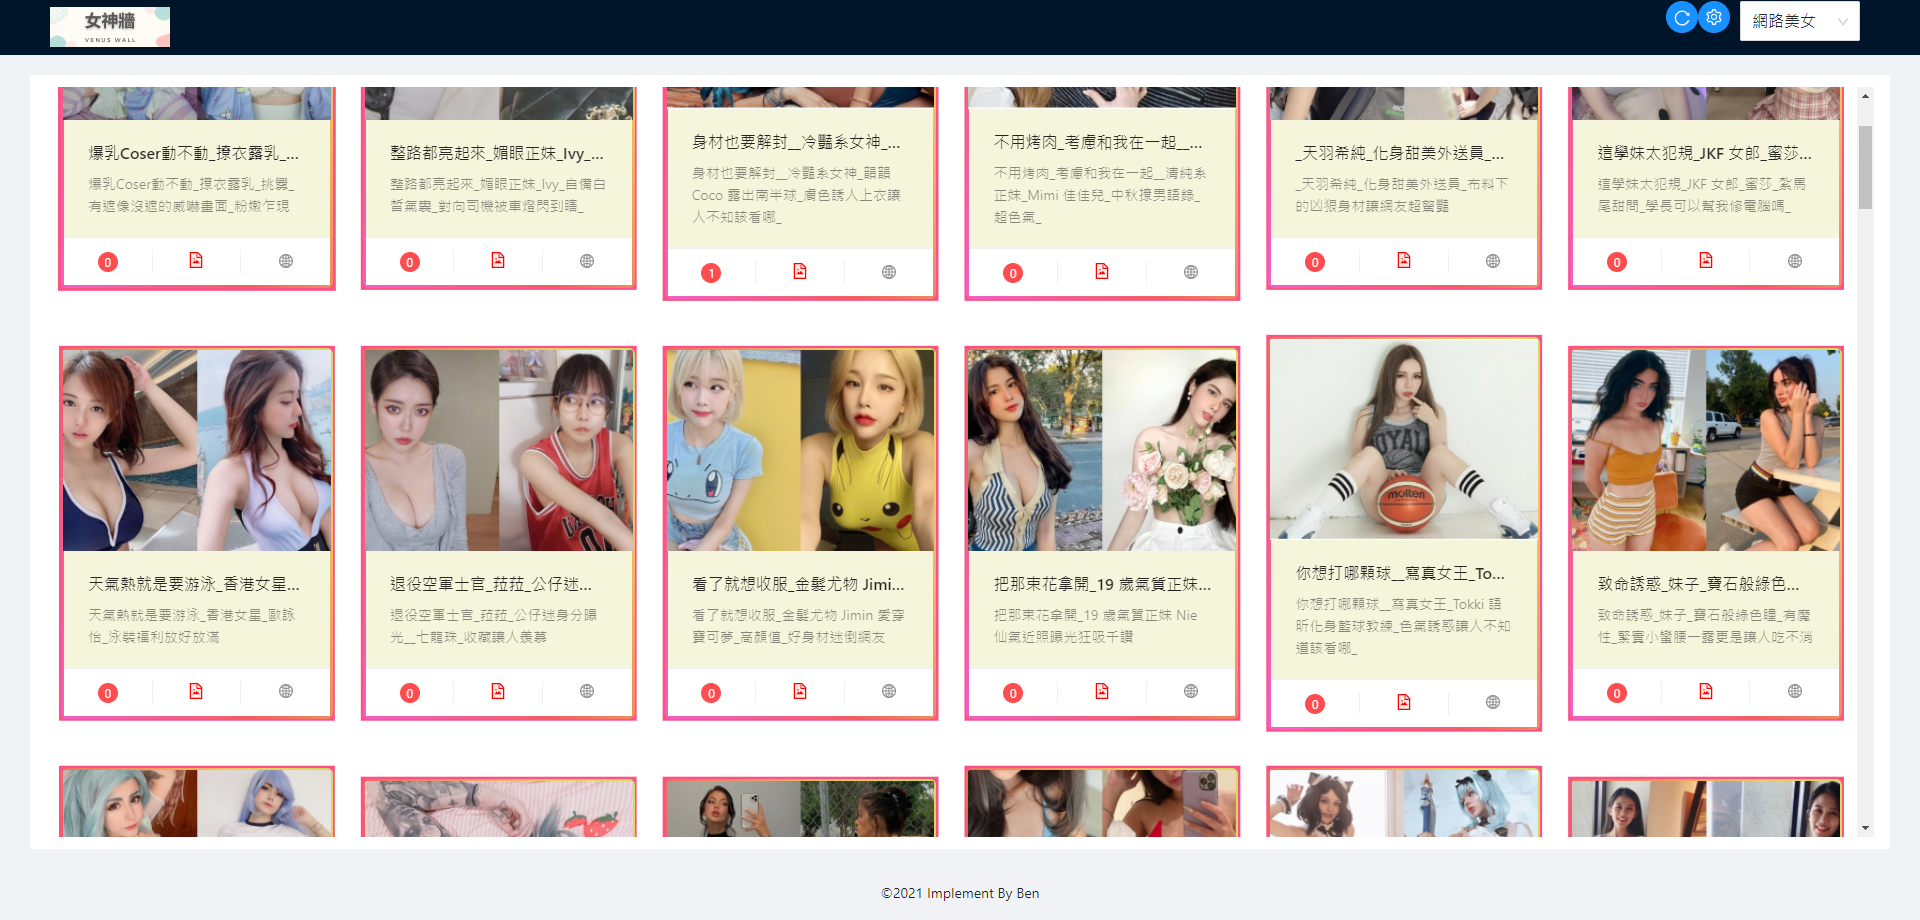 女神牆
VENUS WALL
網路美女
爆乳Coser動不動_撩衣露乳_...
爆乳Coser動不動_撩衣露乳_挑釁_
有遮像沒遮的威嚇畫面_粉嫩乍現
0
整路都亮起來_媚眼正妹_Ivy_...
整路都亮起來_媚眼正妹_Ivy_自備白
皙氣囊_對向司機被車燈閃到瞎_
0
身材也要解封__冷豔系女神_...
身材也要解封__冷豔系女神_韻韻
Coco 露出南半球_膚色誘人上衣讓
人不知該看哪_
1
不用烤肉_考慮和我在一起__...
不用烤肉_考慮和我在一起__清純系
正妹_Mimi 佳佳兒_中秋撩男語錄_
超色氣_
0
_天羽希純_化身甜美外送員_...
_天羽希純_化身甜美外送員_布料下
的凶狠身材讓網友超驚豔
0
這學妹太犯規_JKF 女郎_蜜莎...
這學妹太犯規_JKF 女郎_蜜莎_紮馬
尾甜問_學長可以幫我修電腦嗎_
0
天氣熱就是要游泳_香港女星...
天氣熱就是要游泳_香港女星_歐詠
怡_泳裝福利放好放滿
0
退役空軍士官_菈菈_公仔迷...
退役空軍士官_菈菈_公仔迷身分曝
光__七龍珠_收藏讓人羨慕
0
看了就想收服_金髮尤物 Jimi...
看了就想收服_金髮尤物 Jimin 愛穿
寶可夢_高顏值_好身材迷倒網友
0
把那束花拿開_19 歲氣質正妹...
把那束花拿開_19 歲氣質正妹 Nie
仙氣近照曝光狂吸千讚
0
ROYAL
molten
你想打哪顆球__寫真女王_To...
你想打哪顆球__寫真女王_Tokki 語
昕化身籃球教練_色氣誘惑讓人不知
道該看哪_
0
致命誘惑_妹子_寶石般綠色...
致命誘惑_妹子_寶石般綠色瞳_有魔
性_緊實小蠻腰一露更是讓人吃不消
0
©2021 Implement By Ben